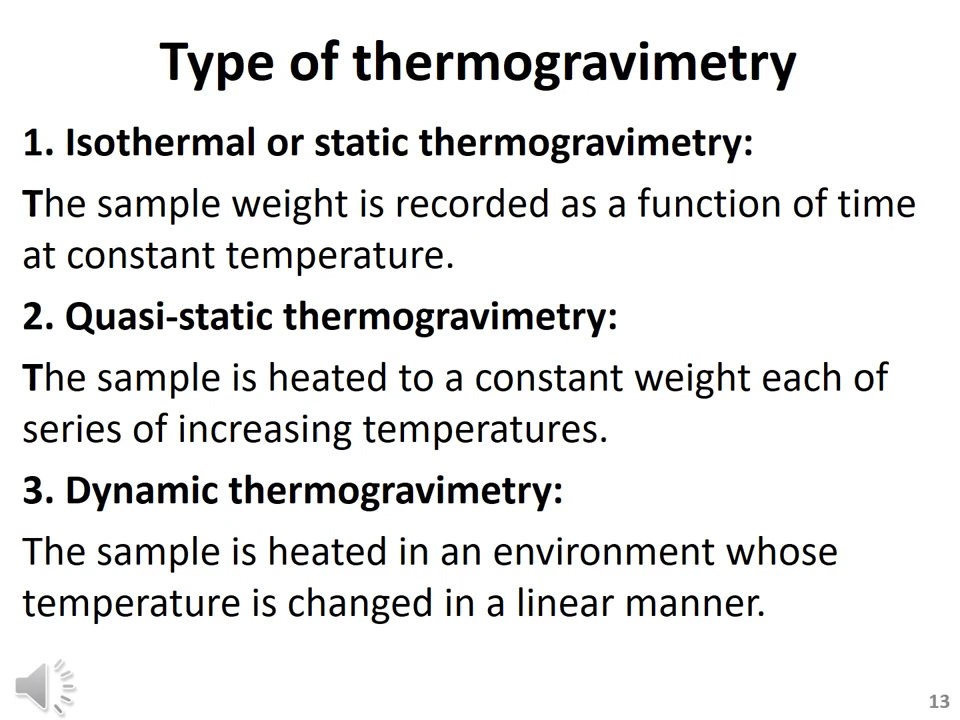 Type of thermogravimetry
1. Isothermal or static thermogravimetry:
The sample weight is recorded as a function of time
at constant temperature.
2. Quasi-static thermogravimetry:
The sample is heated to a constant weight each of
series of increasing temperatures.
3. Dynamic thermogravimetry:
The sample is heated in an environment whose
temperature is changed in a linear manner.
13